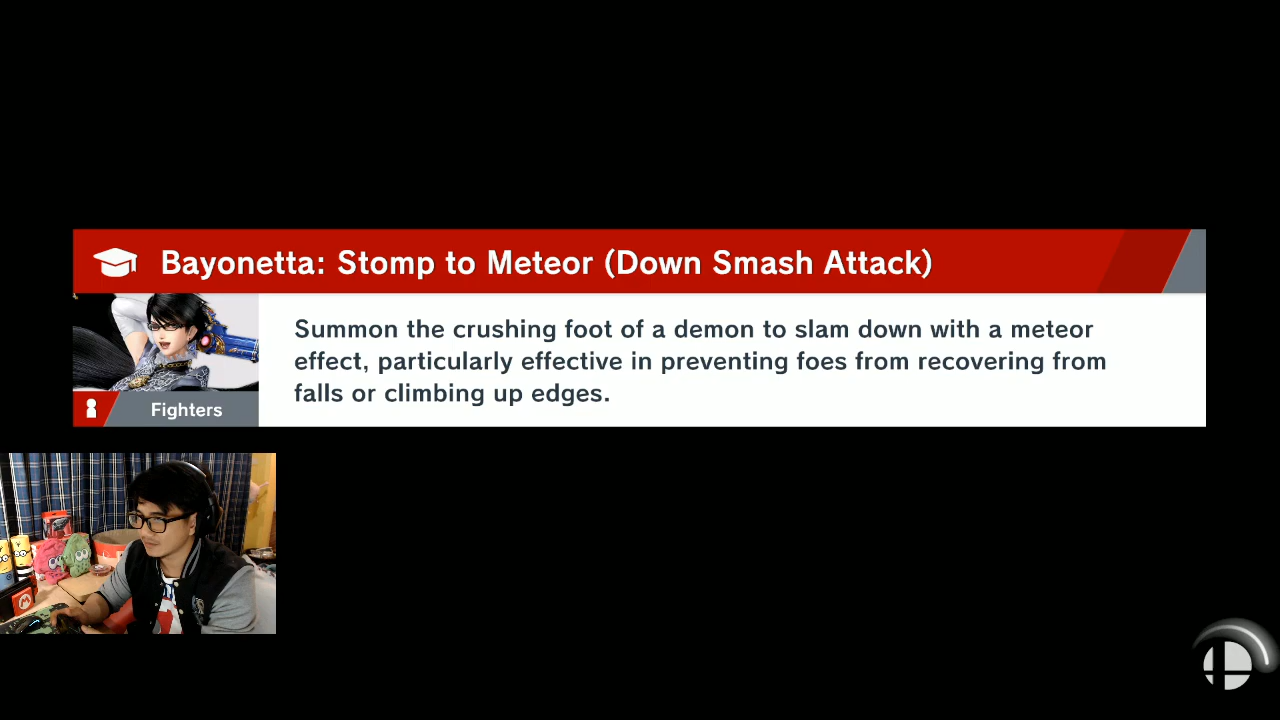 Bayonetta: Stomp to Meteor (Down Smash Attack)
Summon the crushing foot of a demon to slam down with a meteor
effect, particularly effective in preventing foes from recovering from
falls or climbing up edges.
Fighters